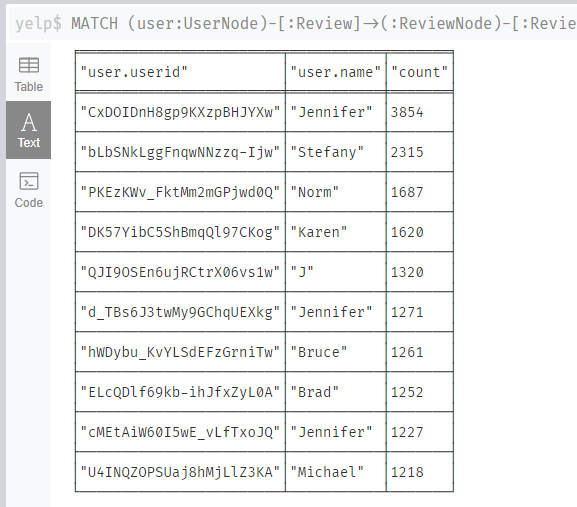 yelp$ MATCH (user:UserNode)-[:Review]→(:ReviewNode)-[:Revie
"user.userid" "user.name" "count"
Table
"CxDOIDnH8gp9KXzpBHJYXw" "Jennifer" 3854
Text
"bLbSNkLggFnqwNNzzq-Ijw" "Stefany" 2315
"PKEzKWv_FktMm2mGPjwd0Q" "Norm" 1687
Code
"DK57YibC5ShBmqQl97CKog" "Karen" 1620
"QJI9OSEn6ujRCtrX06vs1w" "J" 1320
"d_TBs6J3twMy9GChqUEXkg" "Jennifer" 1271
"hWDybu_KvYLSdEFzGrniTw" "Bruce" 1261
"ELcQDlf69kb-ihJfxZyL0A" "Brad" 1252
"cMEtAiW60I5wE_vLfTxoJQ" "Jennifer" 1227
"U4INQZOPSUaj8hMjLlZ3KA" "Michael" 1218